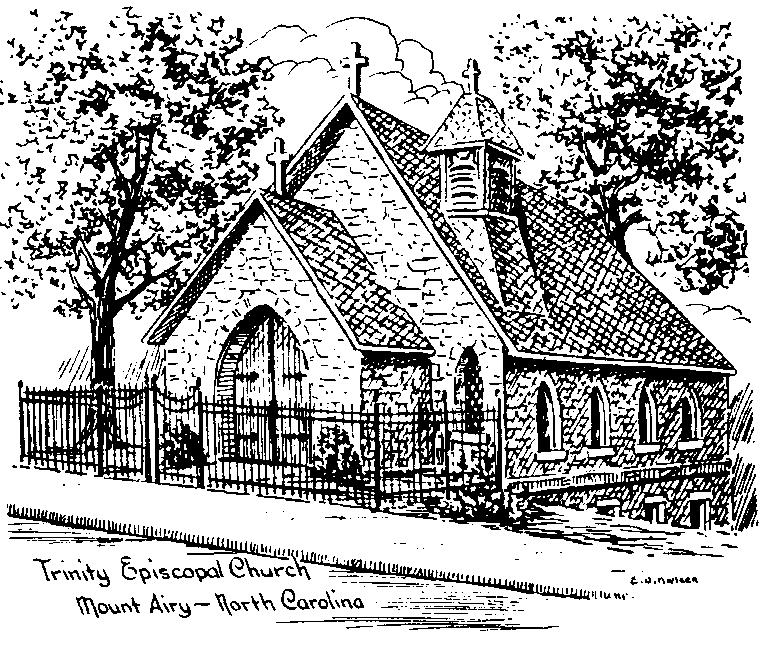 Trinity Episcopal Church
Mount Airy – North Carolina